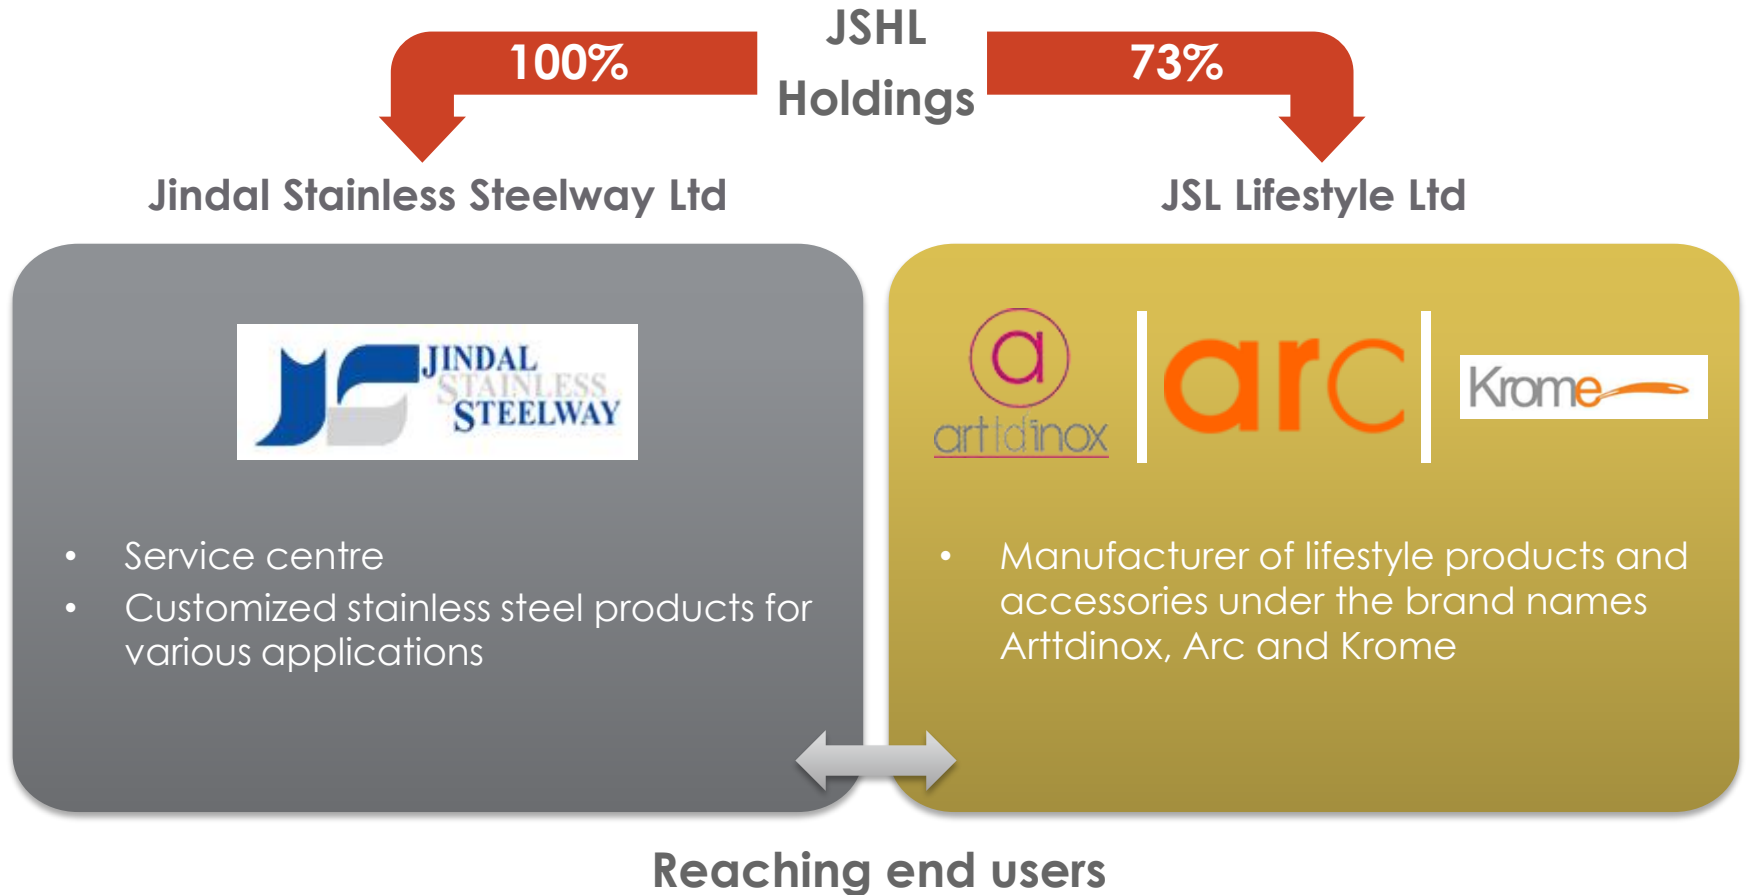 JSHL
Holdings
100%
73%
Jindal Stainless Steelway Ltd
JSL Lifestyle Ltd
JINDAL
STAINLESS
STEELWAY
a
arttdinox
arc
Krome
• Service centre
• Customized stainless steel products for
various applications
• Manufacturer of lifestyle products and
accessories under the brand names
Arttdinox, Arc and Krome
Reaching end users